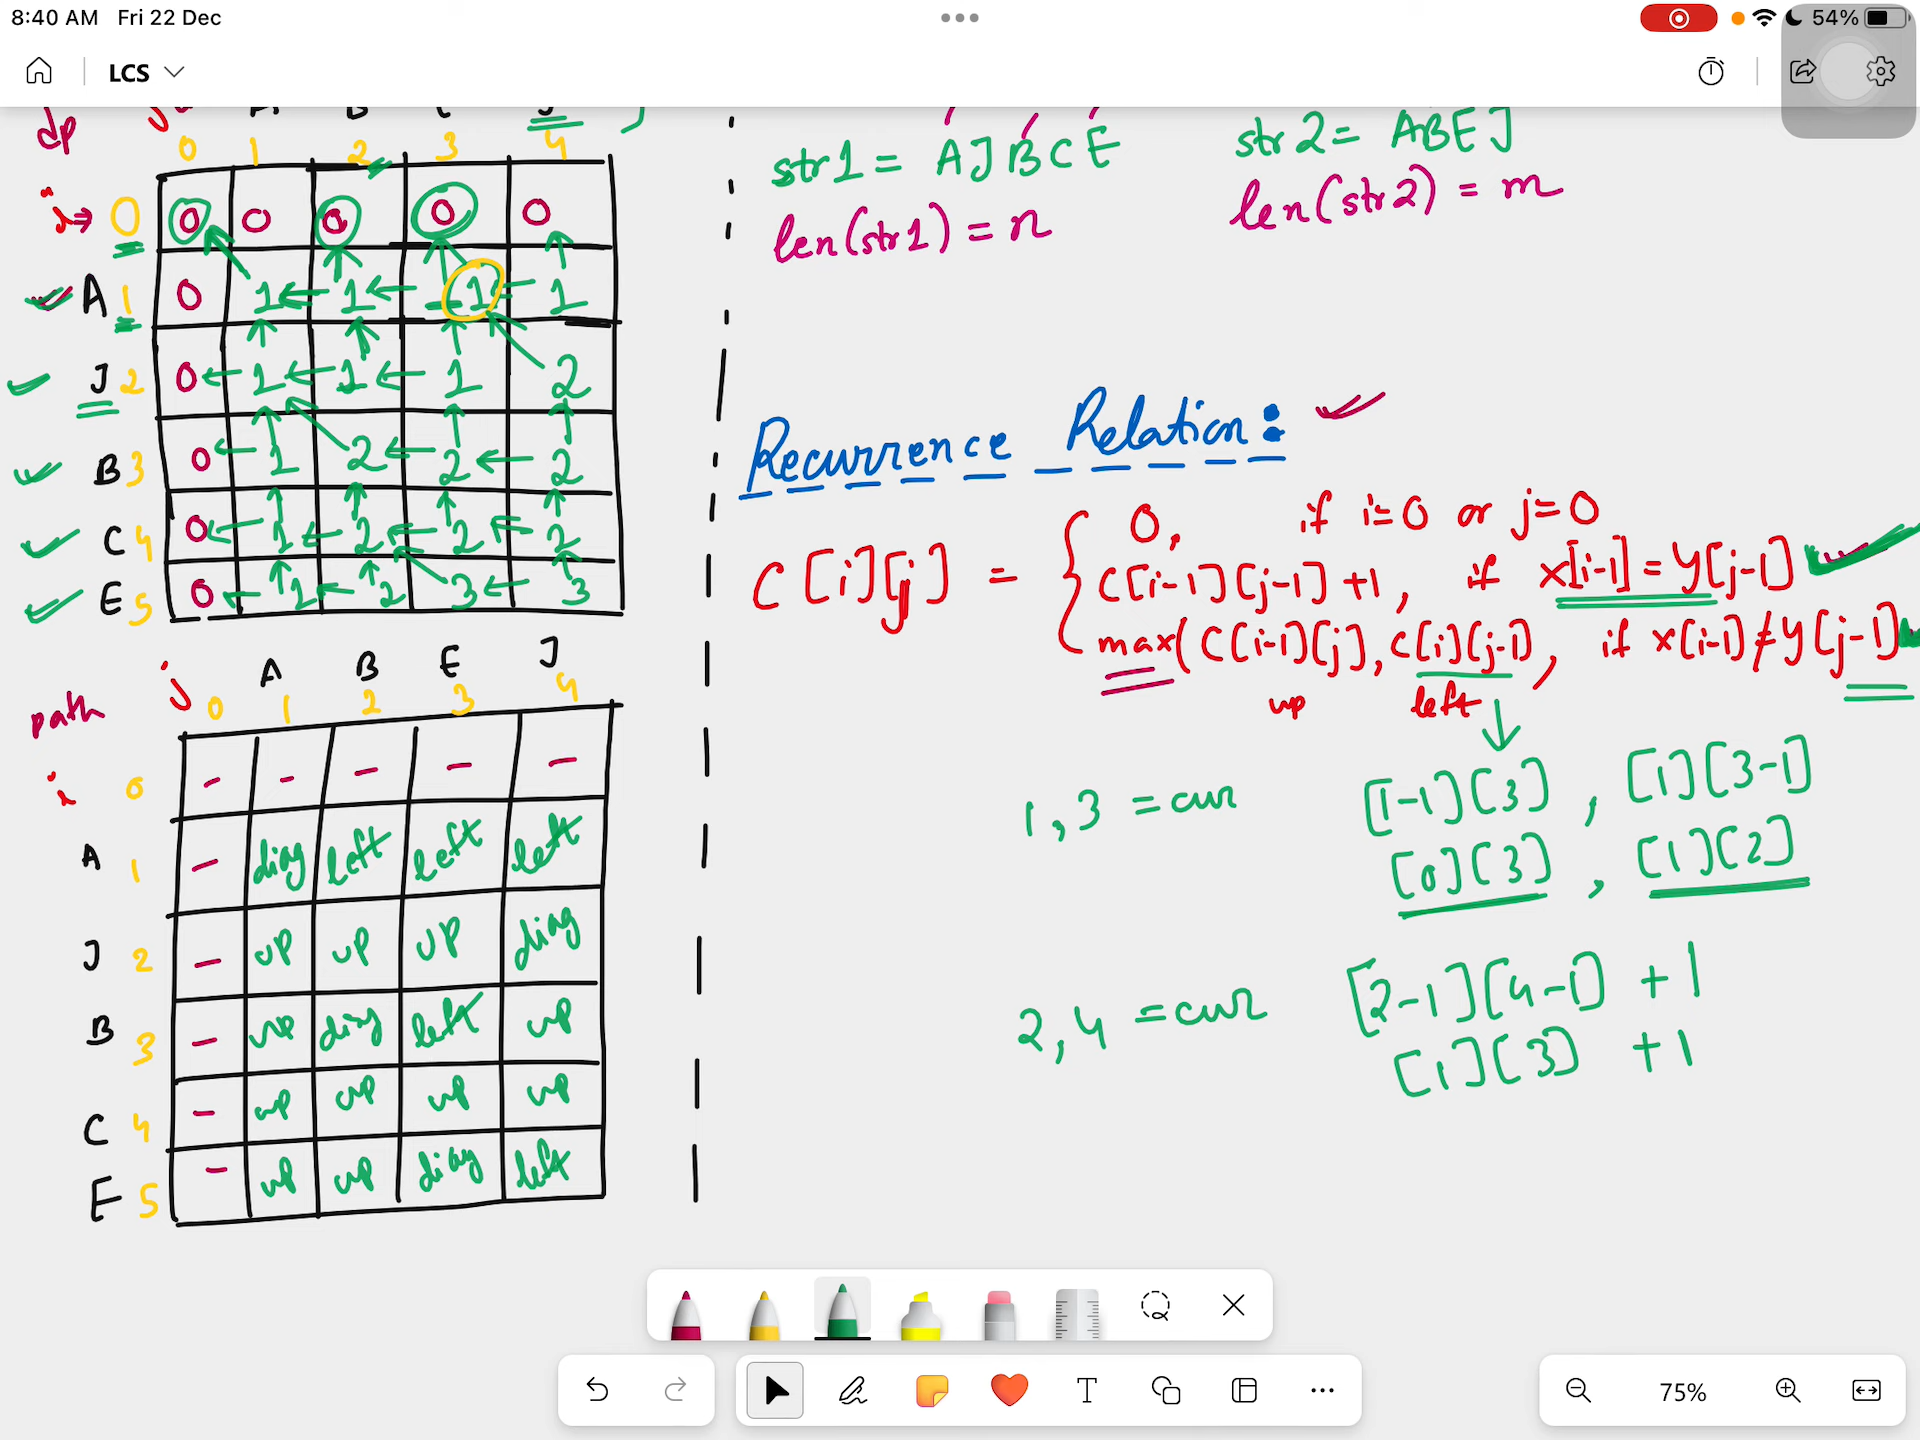 8:40 AM Fri 22 Dec
54%
LCS
dp
0 1 2 3 4
i→ 0 0 0 0 0 0
A 1 0 1 1 1 1
J 2 0 1 1 1 2
B 3 0 1 2 2 2
C 4 0 1 2 2 2
E 5 0 1 2 3 3
path j A B E J
0 1 2 3 4
i 0 - - - - -
A 1 - diag left left left
J 2 - up up up diag
B 3 - up diag left up
C 4 - up up up up
E 5 - up up diag left
str1 = AJBCE
len(str1) = n
str2 = ABEJ
len(str2) = m
Recurrence Relation:
C[i][j] =
0, if i=0 or j=0
C[i-1][j-1]+1, if x[i-1] = y[j-1]
max(C[i-1][j], C[i][j-1), if x[i-1] ≠ y[j-1]
up left
1,3 = cur [1-1][3], [1][3-1]
[0][3], [1][2]
2,4 = cur [2-1][4-1] + 1
[1][3] + 1
75%